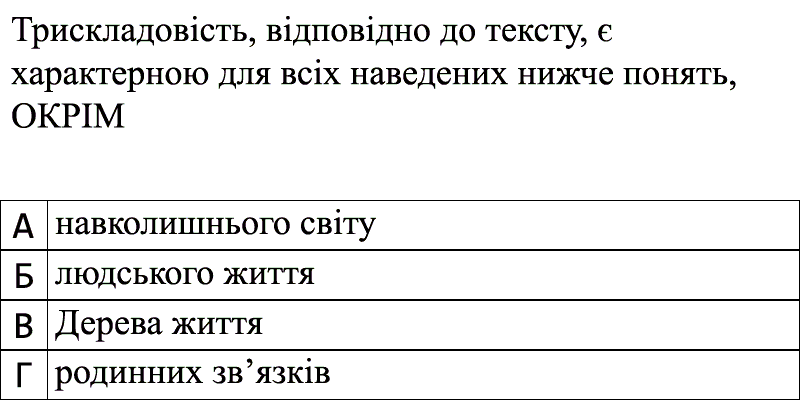 Трискладовість, відповідно до тексту, є
характерною для всіх наведених нижче понять,
ОКРІМ
А навколишнього світу
Б людського життя
В Дерева життя
Г родинних зв’язків